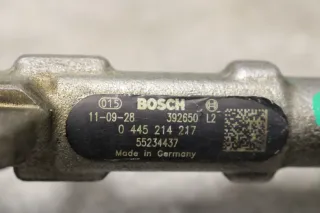 015 BOSCH
11-09-28 392650 L2
0 445 214 217
55234437
Made in Germany